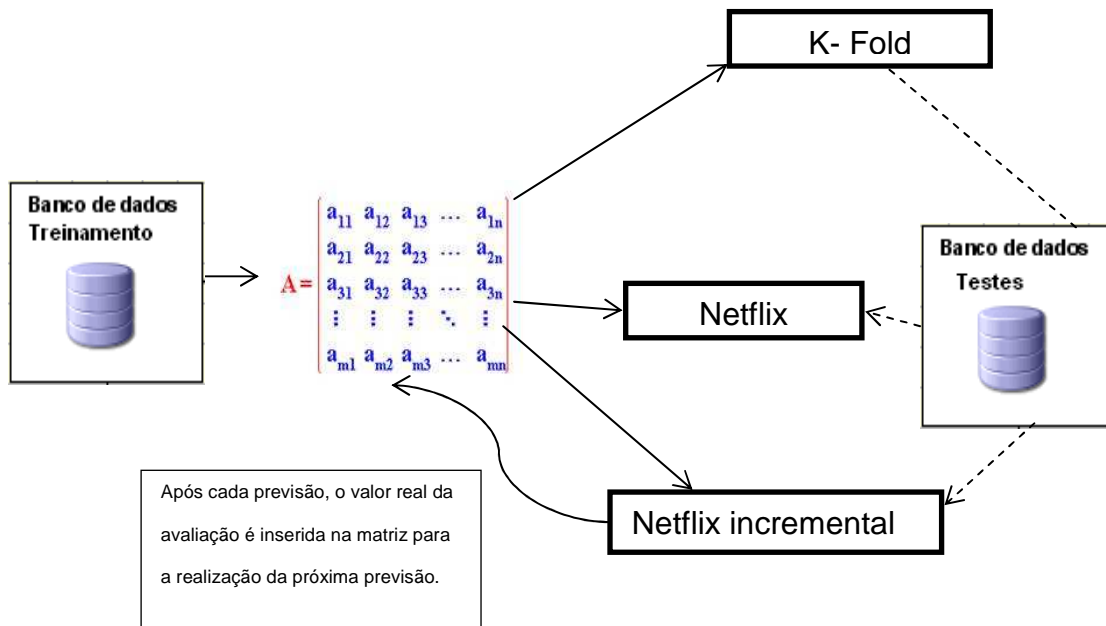 K- Fold
Banco de dados
Treinamento
A =
a11 a12 a13 ... a1n
a21 a22 a23 ... a2n
a31 a32 a33 ... a3n
⋮ ⋮ ⋮ ⋱ ⋮
am1 am2 am3 ... amn
Netflix
Banco de dados
Testes
Netflix incremental
Após cada previsão, o valor real da
avaliação é inserida na matriz para
a realização da próxima previsão.